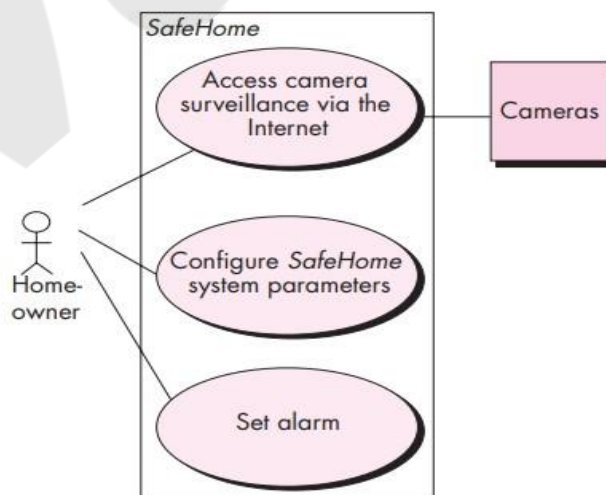 SafeHome
Access camera
surveillance via the
Internet
Cameras
Configure SafeHome
system parameters
Home-
owner
Set alarm